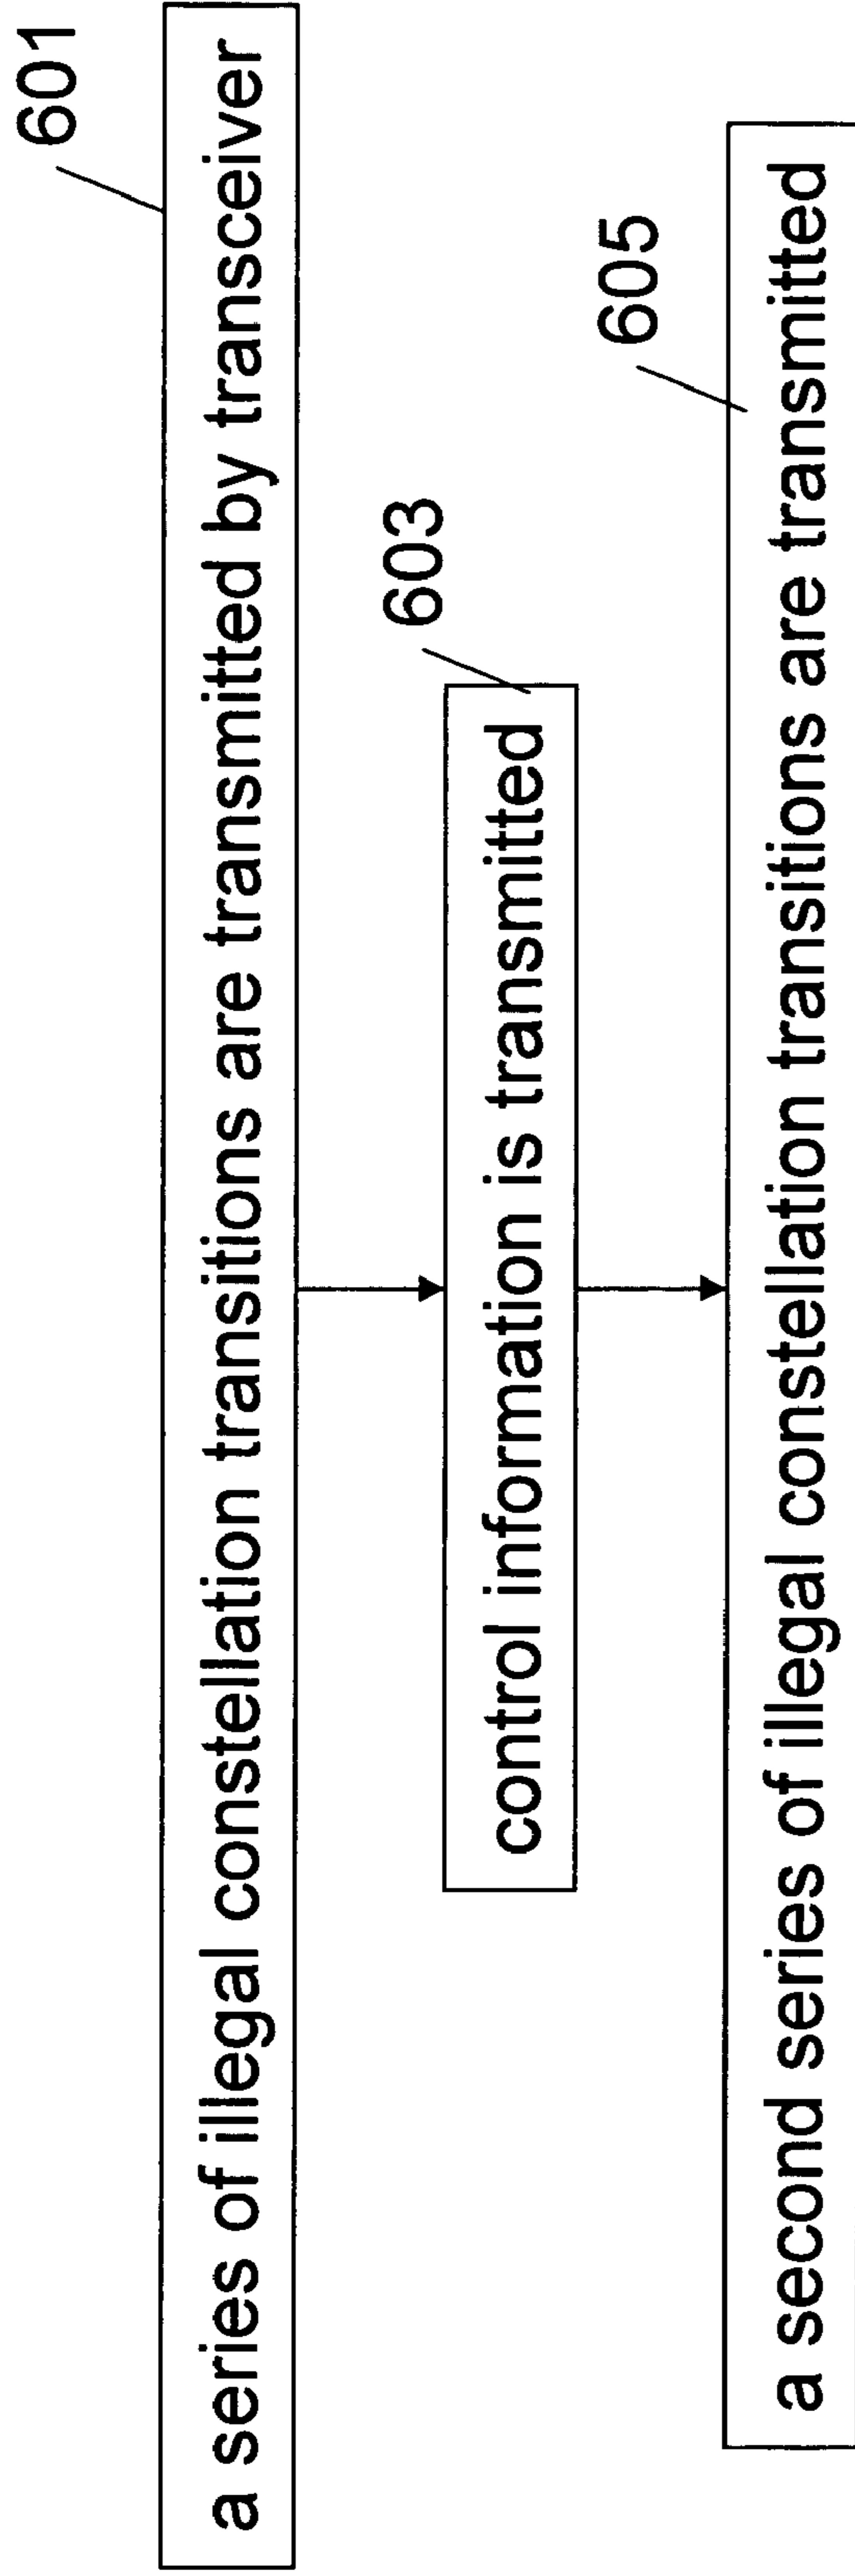 601
a series of illegal constellation transitions are transmitted by transceiver
603
control information is transmitted
605
a second series of illegal constellation transitions are transmitted